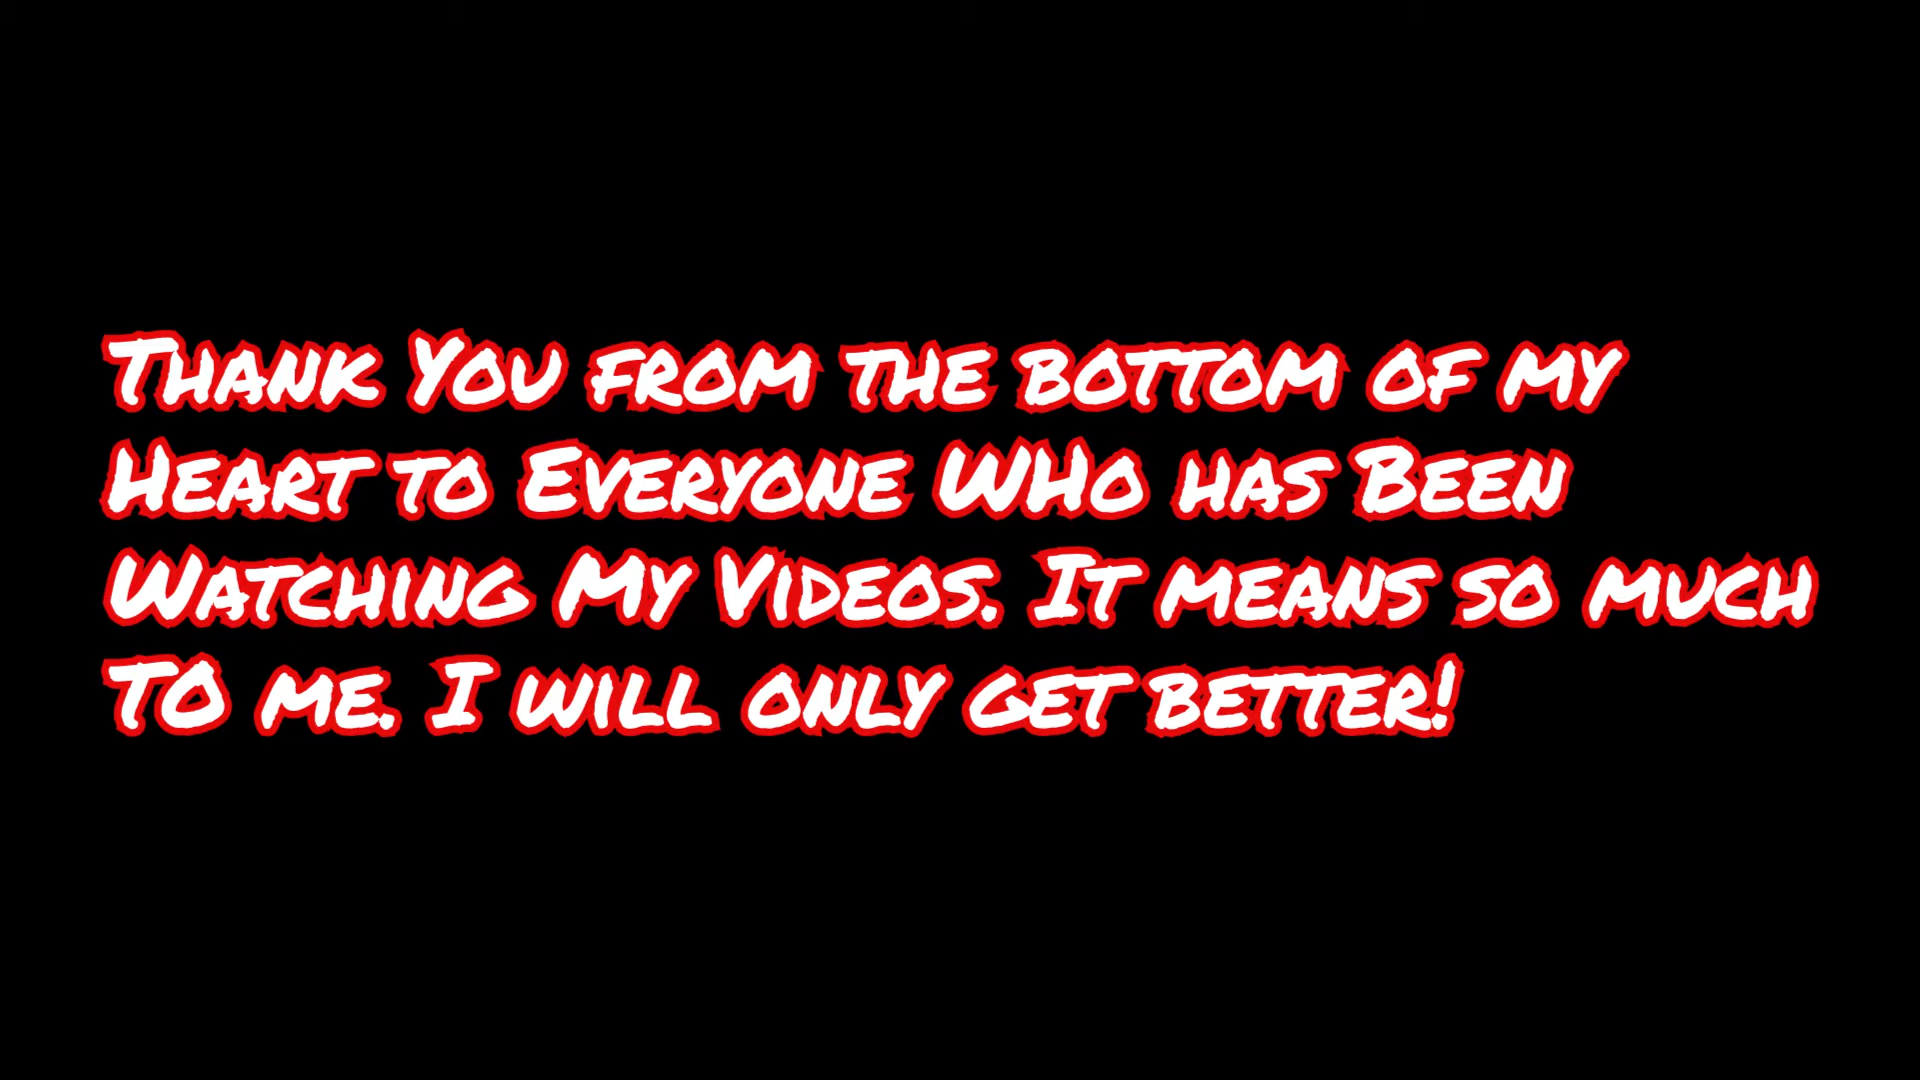 Thank You from the bottom of my
Heart to Everyone WHo has Been
Watching My Videos. It means so much
TO me. I will only get better!